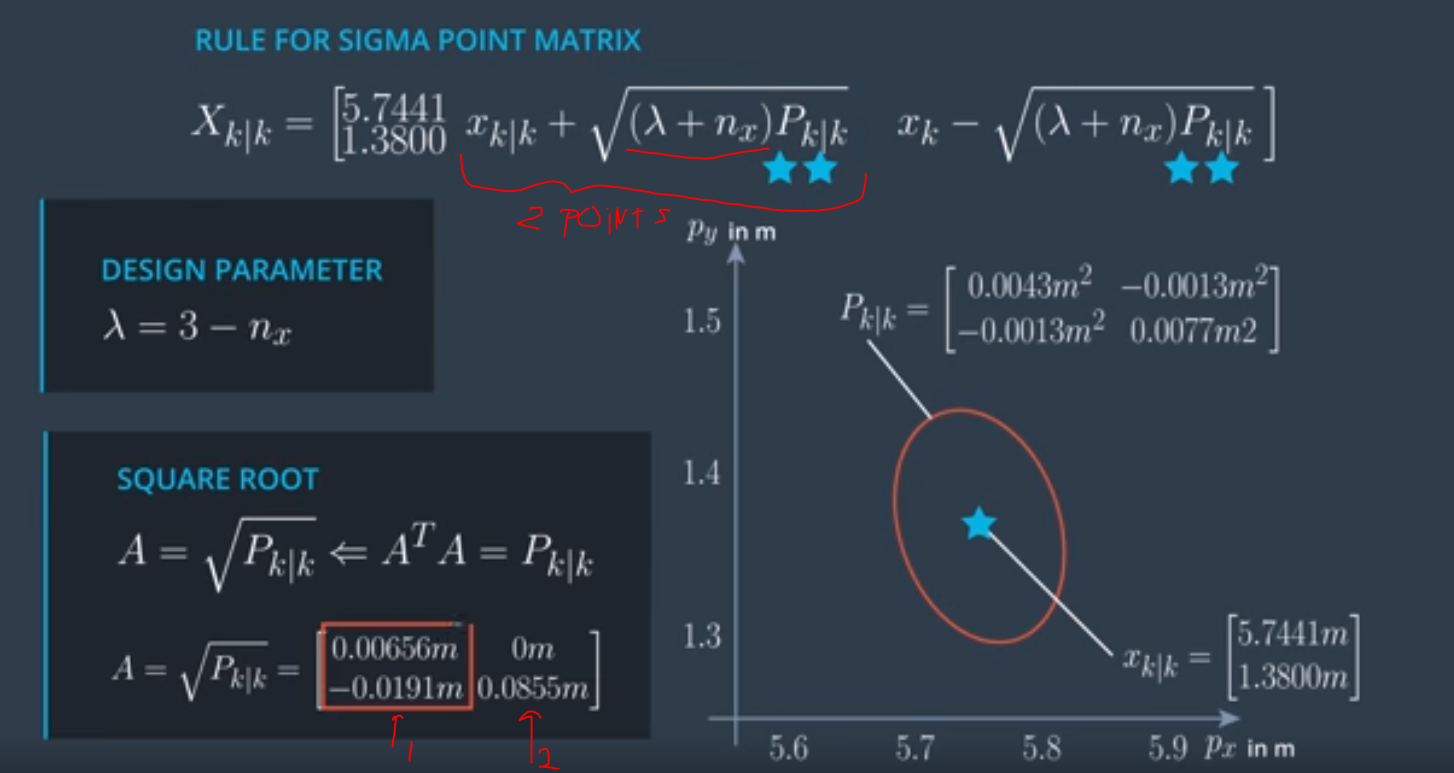 RULE FOR SIGMA POINT MATRIX
X_{k|k} = [5.7441 1.3800 x_{k|k} + √(λ + n_x)P_{k|k} x_k − √(λ + n_x)P_{k|k}]
2 POINTS
DESIGN PARAMETER
λ = 3 − n_x
p_y in m
P_{k|k} = [0.0043m² −0.0013m²
−0.0013m² 0.0077m2]
1.5
1.4
1.3
SQUARE ROOT
A = √P_{k|k} ⇐ A^T A = P_{k|k}
A = √P_{k|k} = [0.00656m 0m
−0.0191m 0.0855m]
1 2
x_{k|k} = [5.7441m
1.3800m]
5.6 5.7 5.8 5.9 p_x in m